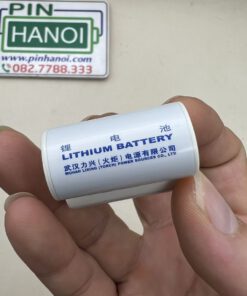 PIN
HANOI
pinhanoi.com
082.7788.333
锂 电 池
LITHIUM BATTERY
武汉力兴(火炬)电源有限公司
WUHAN LIXING (TORCH) POWER SOURCES CO., LTD